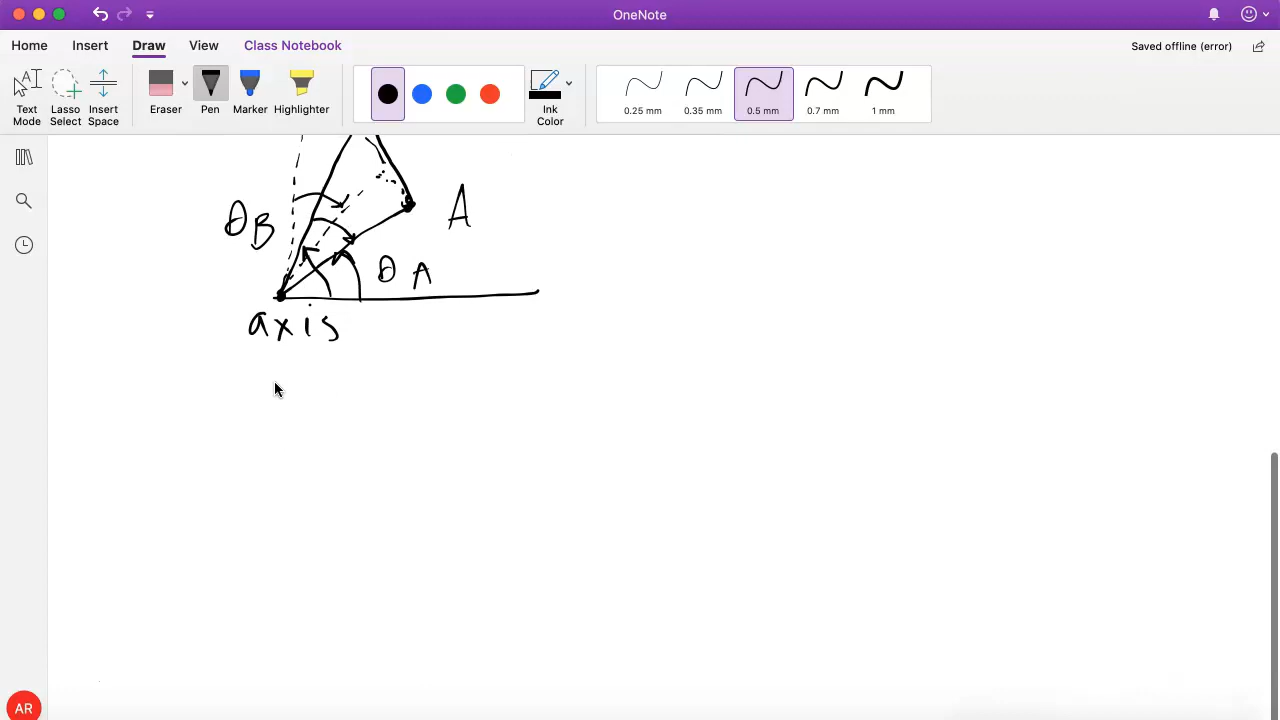 OneNote
Home Insert Draw View Class Notebook
Saved offline (error)
Text Mode
Lasso Select
Insert Space
Eraser
Pen
Marker
Highlighter
Ink Color
0.25 mm
0.35 mm
0.5 mm
0.7 mm
1 mm
A
θB
θA
axis
AR